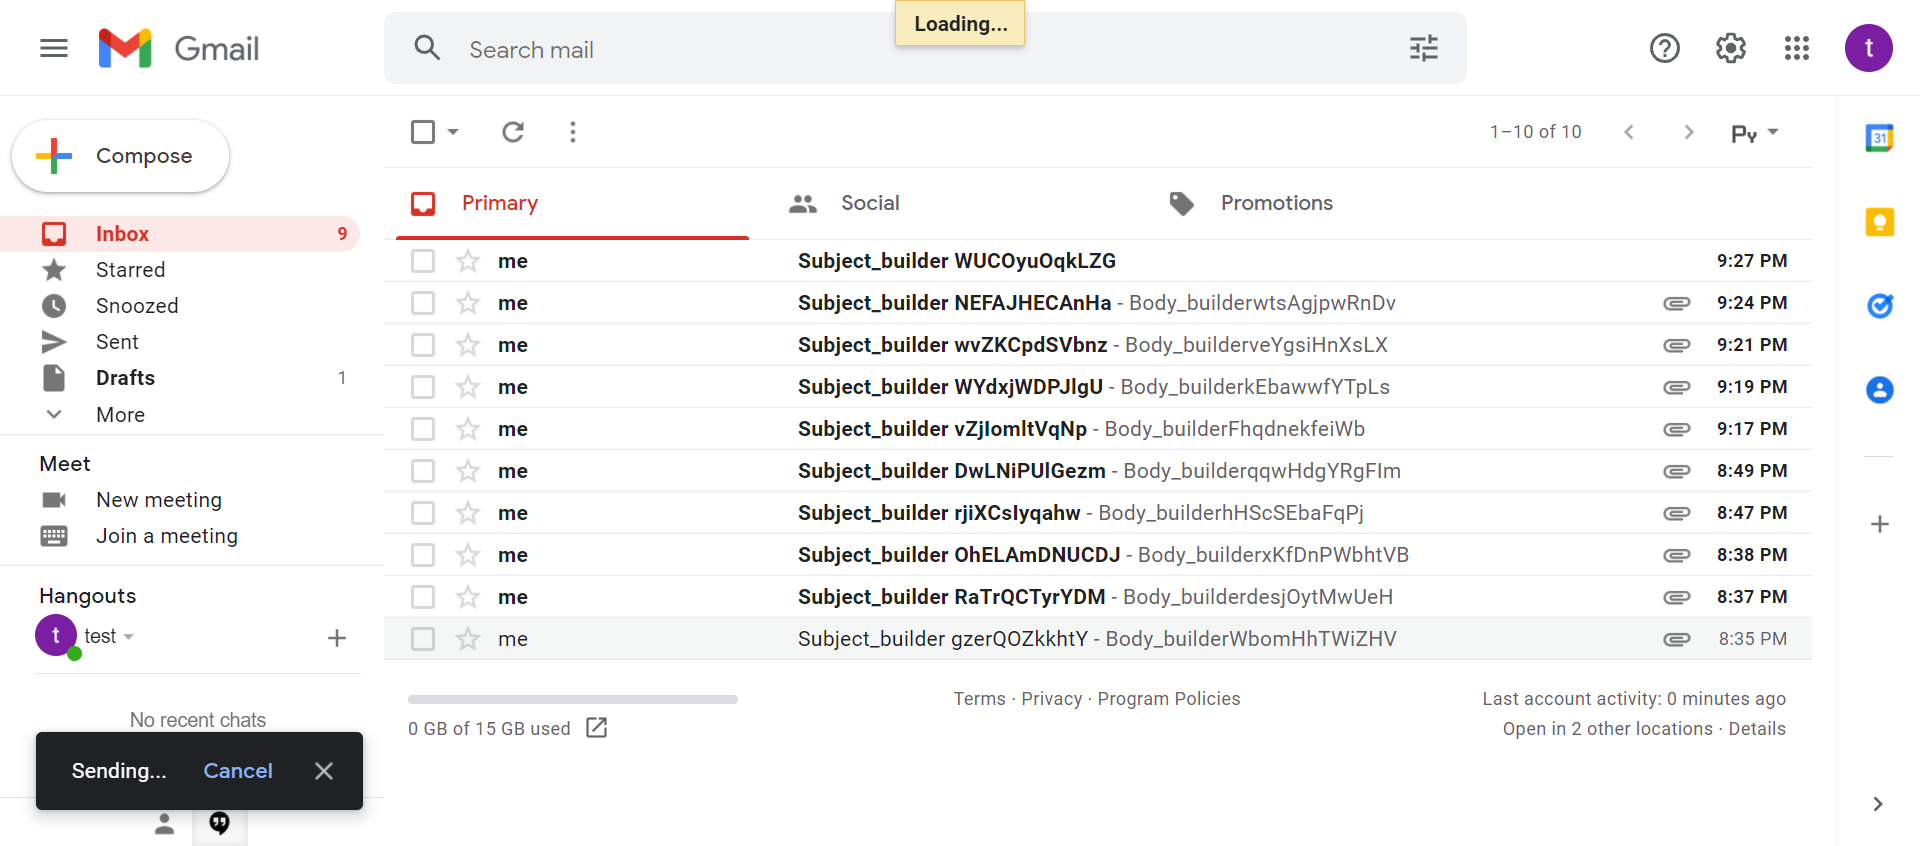 Loading...
Gmail
Search mail
t
Compose
1–10 of 10
Py
31
Primary
Social
Promotions
Inbox 9
Starred
Snoozed
Sent
Drafts 1
More
me Subject_builder WUCOyuOqkLZG 9:27 PM
me Subject_builder NEFAJHECAnHa - Body_builderwtsAgjpwRnDv 9:24 PM
me Subject_builder wvZKCpdSVbnz - Body_builderveYgsiHnXsLX 9:21 PM
me Subject_builder WYdxjWDPJlgU - Body_builderkEbawwfYTpLs 9:19 PM
me Subject_builder vZjIomltVqNp - Body_builderFhqdnekfeiWb 9:17 PM
me Subject_builder DwLNiPUlGezm - Body_builderqqwHdgYRgFIm 8:49 PM
me Subject_builder rjiXCsIyqahw - Body_builderhHScSEbaFqPj 8:47 PM
me Subject_builder OhELAmDNUCDJ - Body_builderxKfDnPWbhtVB 8:38 PM
me Subject_builder RaTrQCTyrYDM - Body_builderdesjOytMwUeH 8:37 PM
me Subject_builder gzerQOZkkhtY - Body_builderWbomHhTWiZHV 8:35 PM
Meet
New meeting
Join a meeting
Hangouts
t test
No recent chats
Sending... Cancel
0 GB of 15 GB used
Terms · Privacy · Program Policies
Last account activity: 0 minutes ago
Open in 2 other locations · Details